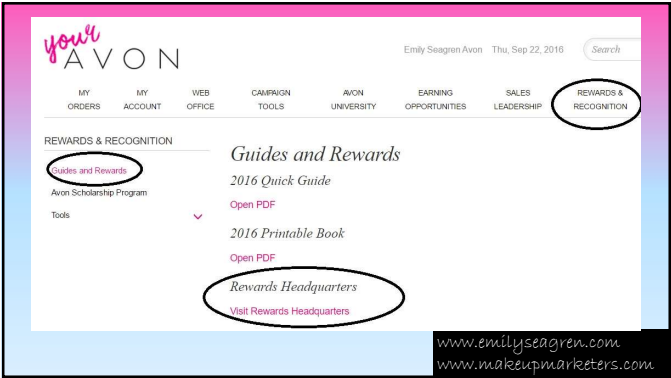 your
AVON
Emily Seagren Avon Thu, Sep 22, 2016 Search
MY ORDERS MY ACCOUNT WEB OFFICE CAMPAIGN TOOLS AVON UNIVERSITY EARNING OPPORTUNITIES SALES LEADERSHIP REWARDS & RECOGNITION
REWARDS & RECOGNITION
Guides and Rewards
Avon Scholarship Program
Tools
Guides and Rewards
2016 Quick Guide
Open PDF
2016 Printable Book
Open PDF
Rewards Headquarters
Visit Rewards Headquarters
www.emilyseagren.com
www.makeupmarketers.com